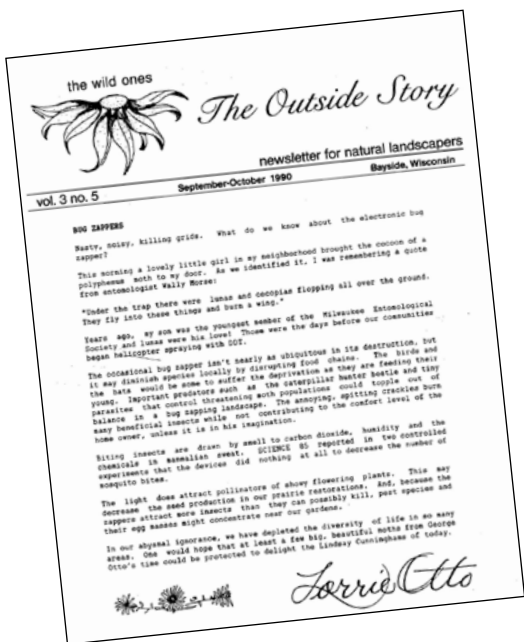 the wild ones
The Outside Story
newsletter for natural landscapers
vol. 3 no. 5 September-October 1990 Bayside, Wisconsin
BUG ZAPPERS
Nasty, noisy, killing grids. What do we know about the electronic bug
zapper?
This morning a lovely little girl in my neighborhood brought the cocoon of a
polyphemus moth to my door. As we identified it, I was remembering a quote
from entomologist Wally Morse:
"Under the trap there were lunas and cecopias flopping all over the ground.
They fly into these things and burn a wing."
Years ago, my son was the youngest member of the Milwaukee Entomological
Society and lunas were his love! Those were the days before our communities
began helicopter spraying with DDT.
The occasional bug zapper isn't nearly as ubiquitous in its destruction, but
it may diminish species locally by disrupting food chains. The birds and
the bats would be some to suffer the deprivation as they are feeding their
young. Important predators such as the caterpillar hunter beetle and tiny
parasites that control threatening moth populations could topple out of
balance in a bug zapping landscape. The annoying, spitting crackles burn
many beneficial insects while not contributing to the comfort level of the
home owner, unless it is in his imagination.
Biting insects are drawn by smell to carbon dioxide, humidity and the
chemicals in mammalian sweat. SCIENCE 85 reported in two controlled
experiments that the devices did nothing at all to decrease the number of
mosquito bites.
The light does attract pollinators of showy flowering plants. This may
decrease the seed production in our prairie restorations. And, because the
zappers attract more insects than they can possibly kill, pest species and
their egg masses might concentrate near our gardens.
In our abysmal ignorance, we have depleted the diversity of life in so many
areas. One would hope that at least a few big, beautiful moths from George
Otto's time could be protected to delight the Lindsay Cunninghams of today.
Lorrie Otto